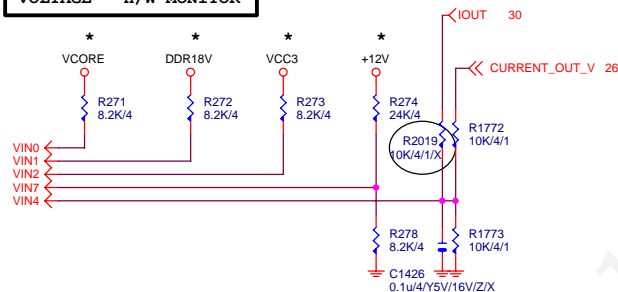 VOLTAGE H/W MONITOR
IOUT 30
* * * *
VCORE DDR18V VCC3 +12V
CURRENT_OUT_V 26
R271 R272 R273 R274
8.2K/4 8.2K/4 8.2K/4 24K/4
R2019 R1772
10K/4/1/X 10K/4/1
VIN0
VIN1
VIN2
VIN7
VIN4
R278 R1773
8.2K/4 10K/4/1
C1426
0.1u/4/Y5V/16V/Z/X